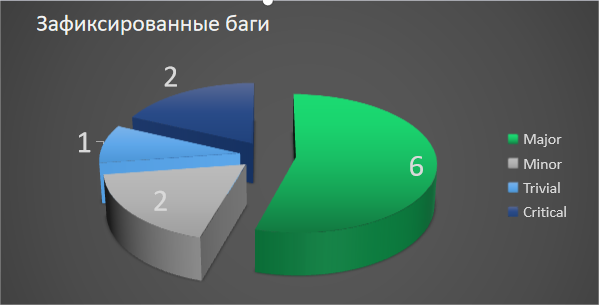 Зафиксированные баги
2
1
6
2
Major
Minor
Trivial
Critical